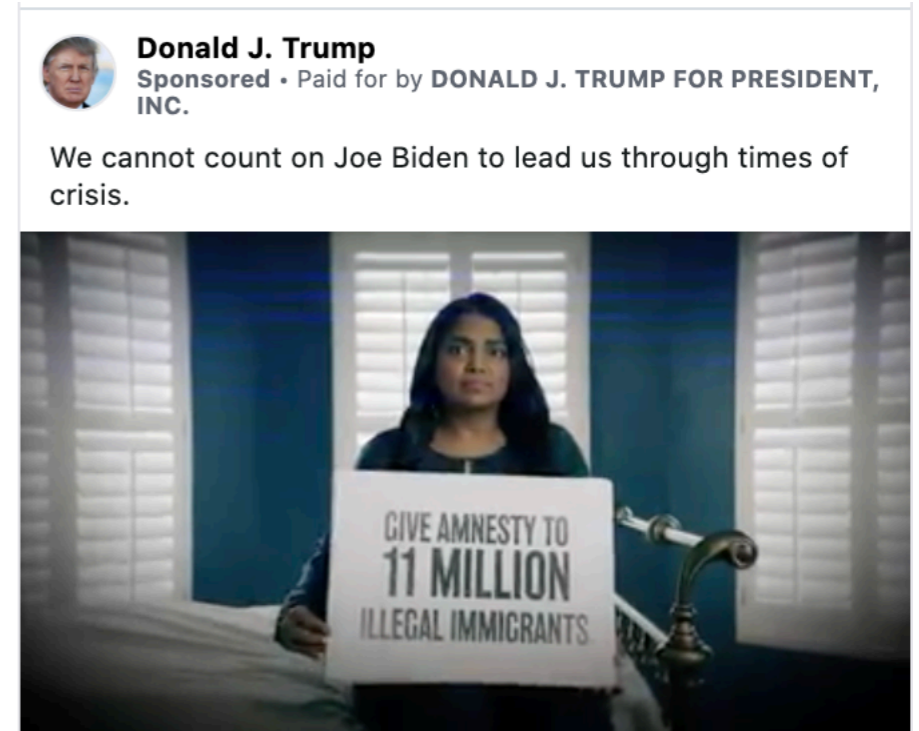 Donald J. Trump
Sponsored • Paid for by DONALD J. TRUMP FOR PRESIDENT,
INC.
We cannot count on Joe Biden to lead us through times of
crisis.
GIVE AMNESTY TO
11 MILLION
ILLEGAL IMMIGRANTS